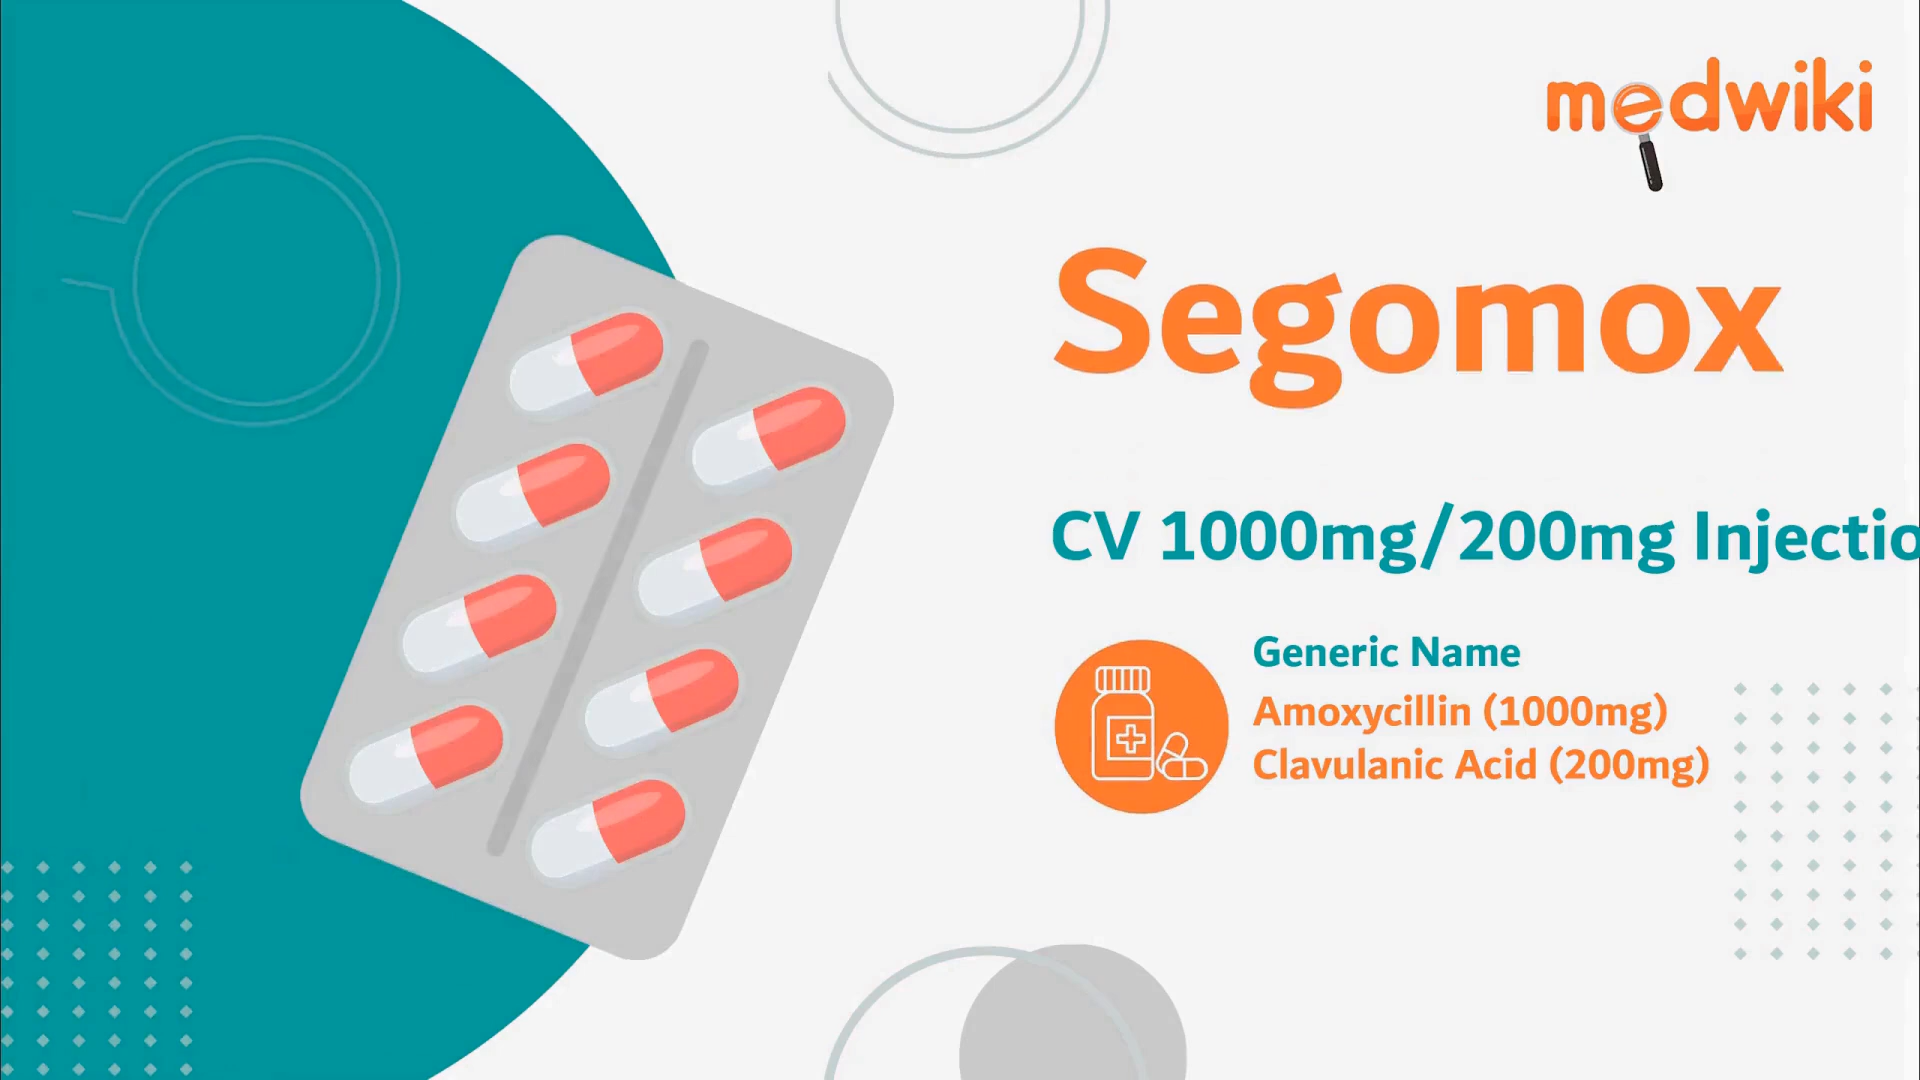 medwiki
Segomox
CV 1000mg/200mg Injectio
Generic Name
Amoxycillin (1000mg)
Clavulanic Acid (200mg)